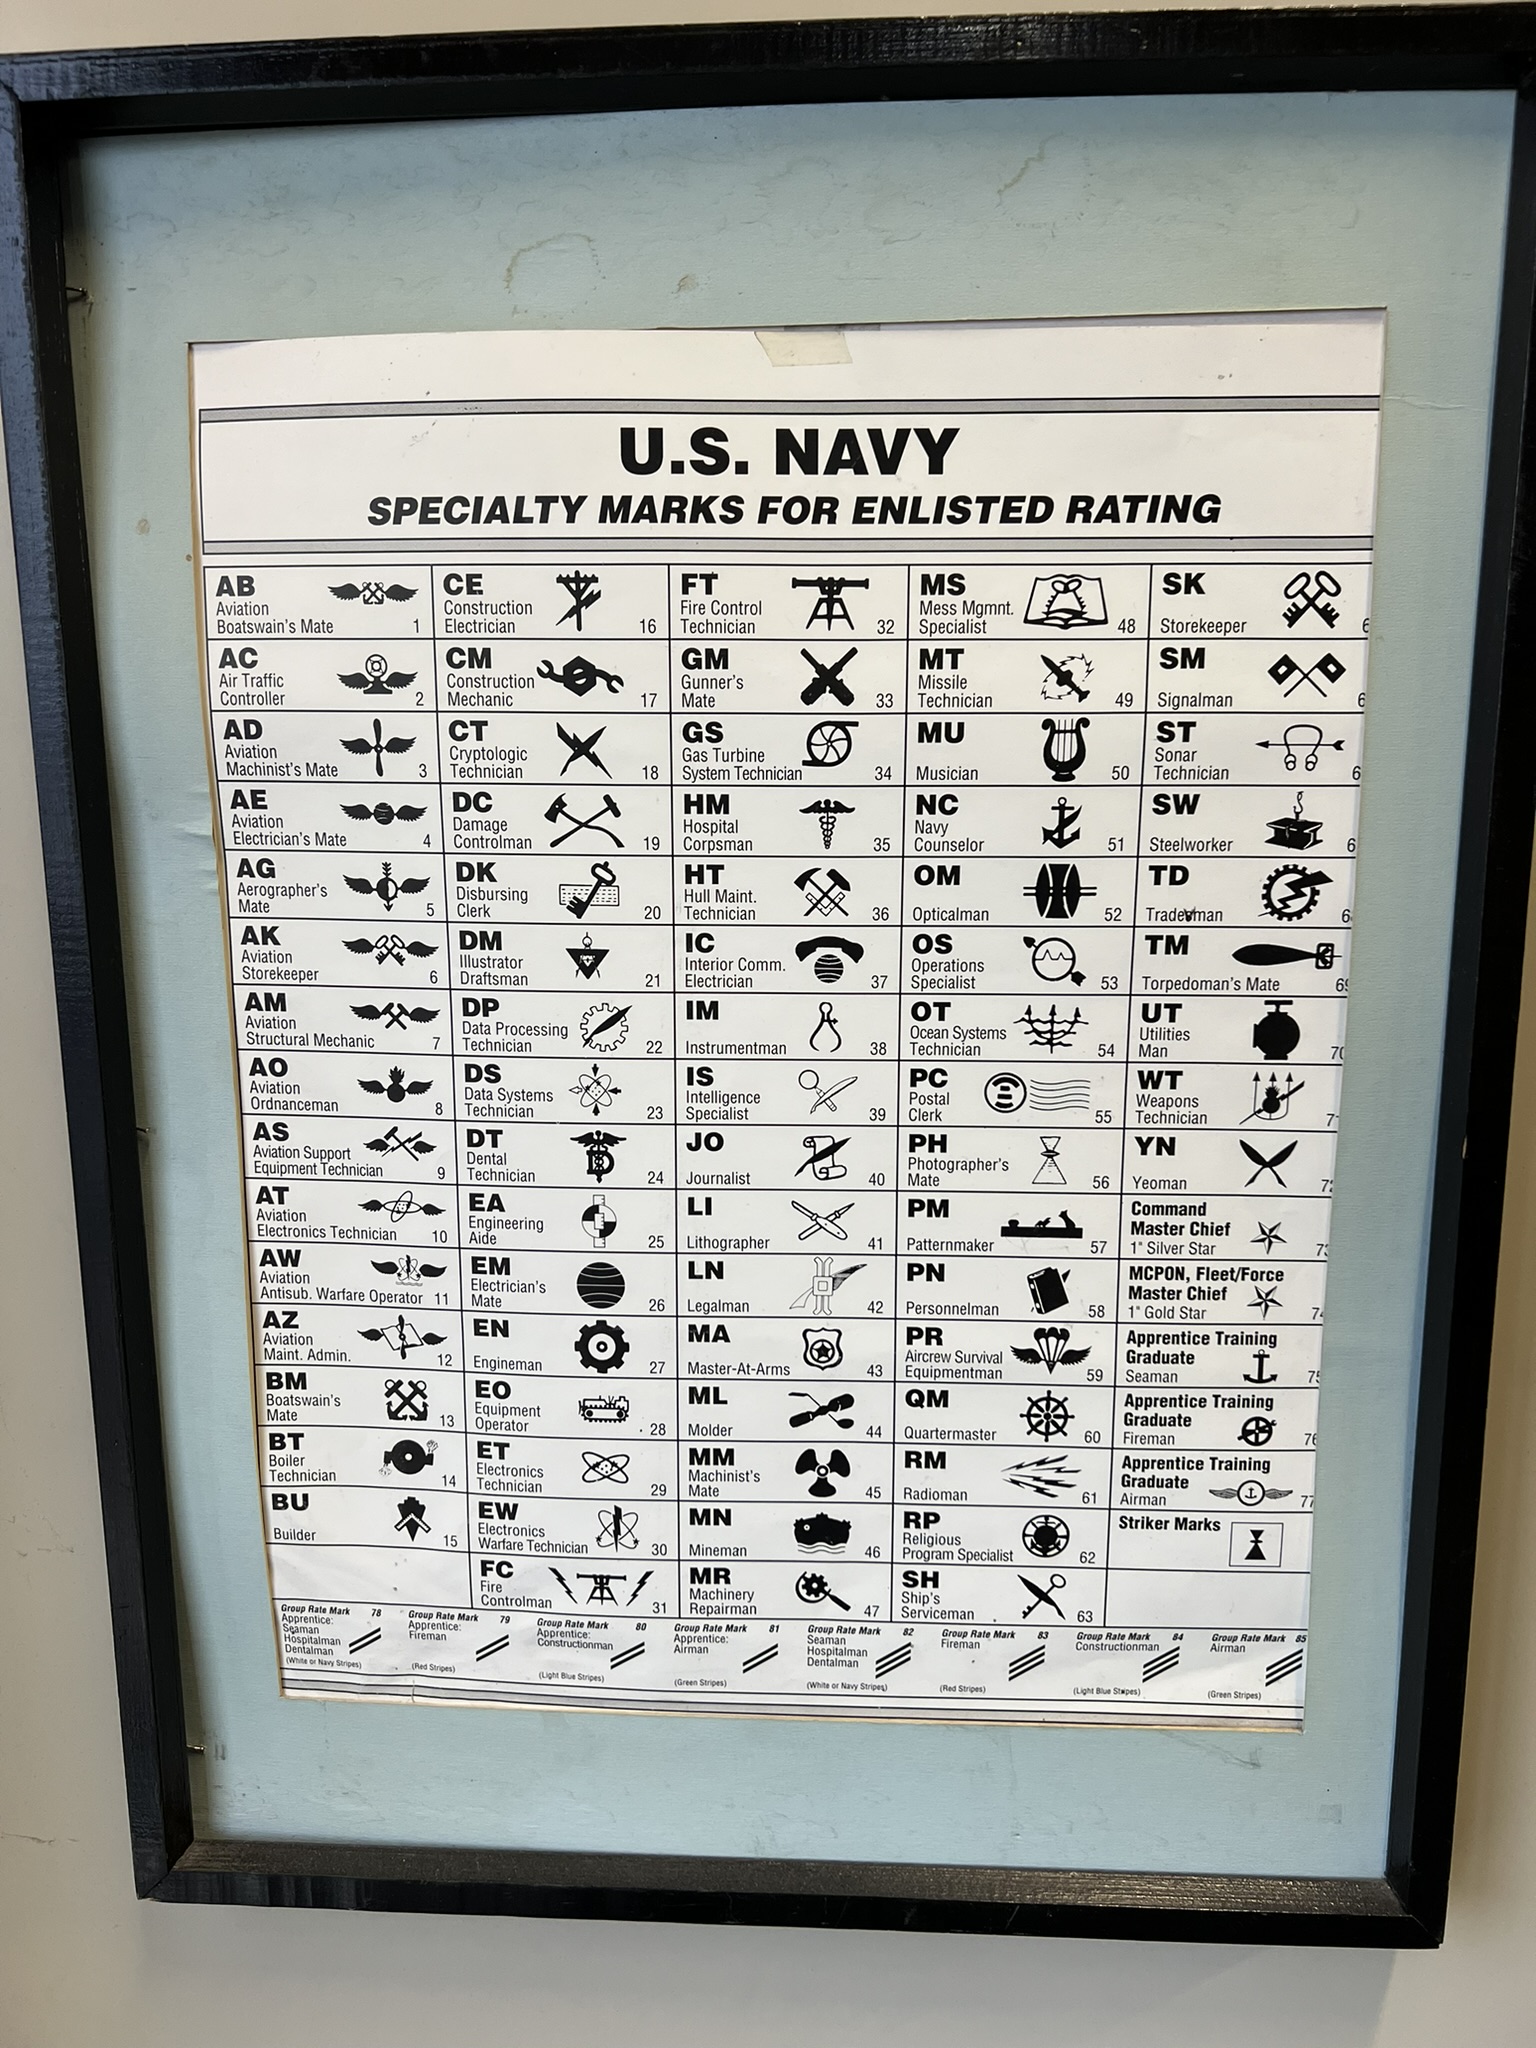 U.S. NAVY
SPECIALTY MARKS FOR ENLISTED RATING
AB
Aviation
Boatswain's Mate 1
AC
Air Traffic
Controller 2
AD
Aviation
Machinist's Mate 3
AE
Aviation
Electrician's Mate 4
AG
Aerographer's
Mate 5
AK
Aviation
Storekeeper 6
AM
Aviation
Structural Mechanic 7
AO
Aviation
Ordnanceman 8
AS
Aviation Support
Equipment Technician 9
AT
Aviation
Electronics Technician 10
AW
Aviation
Antisub. Warfare Operator 11
AZ
Aviation
Maint. Admin. 12
BM
Boatswain's
Mate 13
BT
Boiler
Technician 14
BU
Builder 15
CE
Construction
Electrician 16
CM
Construction
Mechanic 17
CT
Cryptologic
Technician 18
DC
Damage
Controlman 19
DK
Disbursing
Clerk 20
DM
Illustrator
Draftsman 21
DP
Data Processing
Technician 22
DS
Data Systems
Technician 23
DT
Dental
Technician 24
EA
Engineering
Aide 25
EM
Electrician's
Mate 26
EN
Engineman 27
EO
Equipment
Operator 28
ET
Electronics
Technician 29
EW
Electronics
Warfare Technician 30
FC
Fire
Controlman 31
FT
Fire Control
Technician 32
GM
Gunner's
Mate 33
GS
Gas Turbine
System Technician 34
HM
Hospital
Corpsman 35
HT
Hull Maint.
Technician 36
IC
Interior Comm.
Electrician 37
IM
Instrumentman 38
IS
Intelligence
Specialist 39
JO
Journalist 40
LI
Lithographer 41
LN
Legalman 42
MA
Master-At-Arms 43
ML
Molder 44
MM
Machinist's
Mate 45
MN
Mineman 46
MR
Machinery
Repairman 47
MS
Mess Mgmnt.
Specialist 48
MT
Missile
Technician 49
MU
Musician 50
NC
Navy
Counselor 51
OM
Opticalman 52
OS
Operations
Specialist 53
OT
Ocean Systems
Technician 54
PC
Postal
Clerk 55
PH
Photographer's
Mate 56
PM
Patternmaker 57
PN
Personnelman 58
PR
Aircrew Survival
Equipmentman 59
QM
Quartermaster 60
RM
Radioman 61
RP
Religious
Program Specialist 62
SH
Ship's
Serviceman 63
SK
Storekeeper
SM
Signalman
ST
Sonar
Technician
SW
Steelworker
TD
Tradevman
TM
Torpedoman's Mate 69
UT
Utilities
Man 70
WT
Weapons
Technician
YN
Yeoman
Command
Master Chief
1" Silver Star
MCPON, Fleet/Force
Master Chief
1" Gold Star
Apprentice Training
Graduate
Seaman
Apprentice Training
Graduate
Fireman
Apprentice Training
Graduate
Airman 77
Striker Marks
Group Rate Mark 78
Apprentice:
Seaman
Hospitalman
Dentalman
(White or Navy Stripes)
Group Rate Mark 79
Apprentice:
Fireman
(Red Stripes)
Group Rate Mark 80
Apprentice:
Constructionman
(Light Blue Stripes)
Group Rate Mark 81
Apprentice:
Airman
(Green Stripes)
Group Rate Mark 82
Seaman
Hospitalman
Dentalman
(White or Navy Stripes)
Group Rate Mark 83
Fireman
(Red Stripes)
Group Rate Mark 84
Constructionman
(Light Blue Stripes)
Group Rate Mark 85
Airman
(Green Stripes)